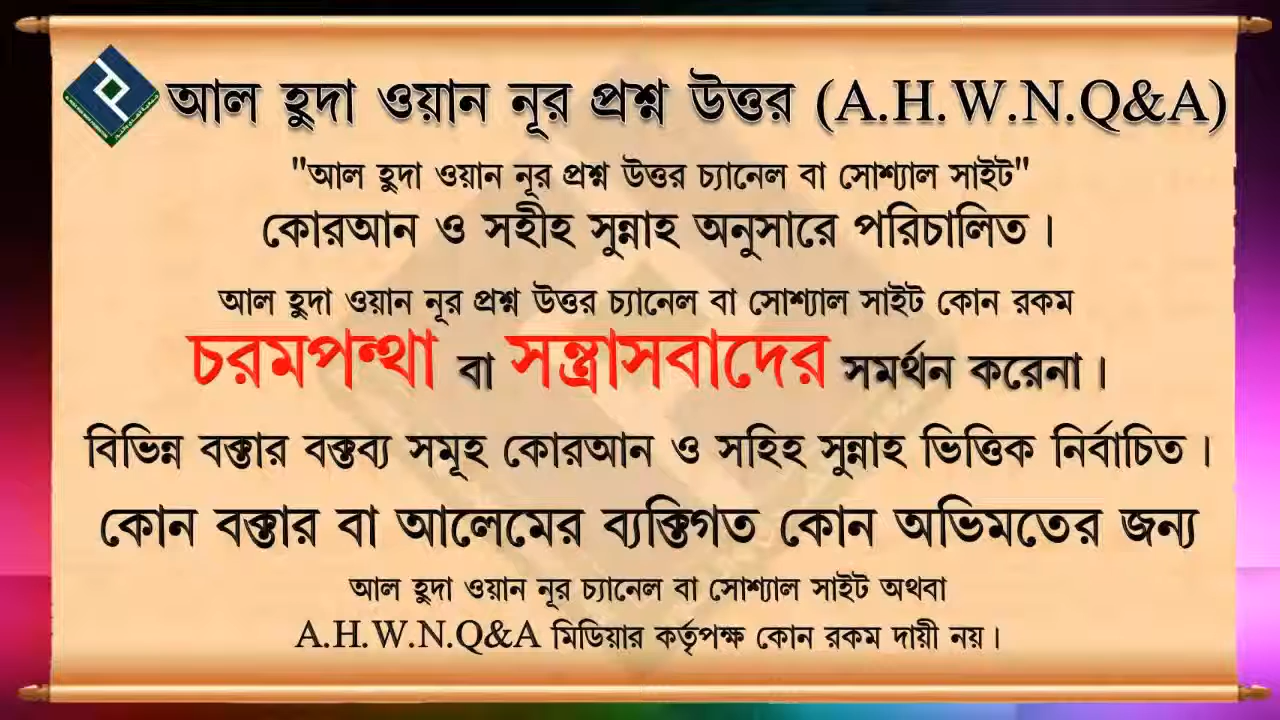 আল হুদা ওয়ান নূর প্রশ্ন উত্তর (A.H.W.N.Q&A)
"আল হুদা ওয়ান নূর প্রশ্ন উত্তর চ্যানেল বা সোশ্যাল সাইট"
কোরআন ও সহীহ সুন্নাহ অনুসারে পরিচালিত।
আল হুদা ওয়ান নূর প্রশ্ন উত্তর চ্যানেল বা সোশ্যাল সাইট কোন রকম
চরমপন্থা বা সন্ত্রাসবাদের সমর্থন করেনা।
বিভিন্ন বক্তার বক্তব্য সমূহ কোরআন ও সহিহ সুন্নাহ ভিত্তিক নির্বাচিত।
কোন বক্তার বা আলেমের ব্যক্তিগত কোন অভিমতের জন্য
আল হুদা ওয়ান নূর চ্যানেল বা সোশ্যাল সাইট অথবা
A.H.W.N.Q&A মিডিয়ার কর্তৃপক্ষ কোন রকম দায়ী নয়।